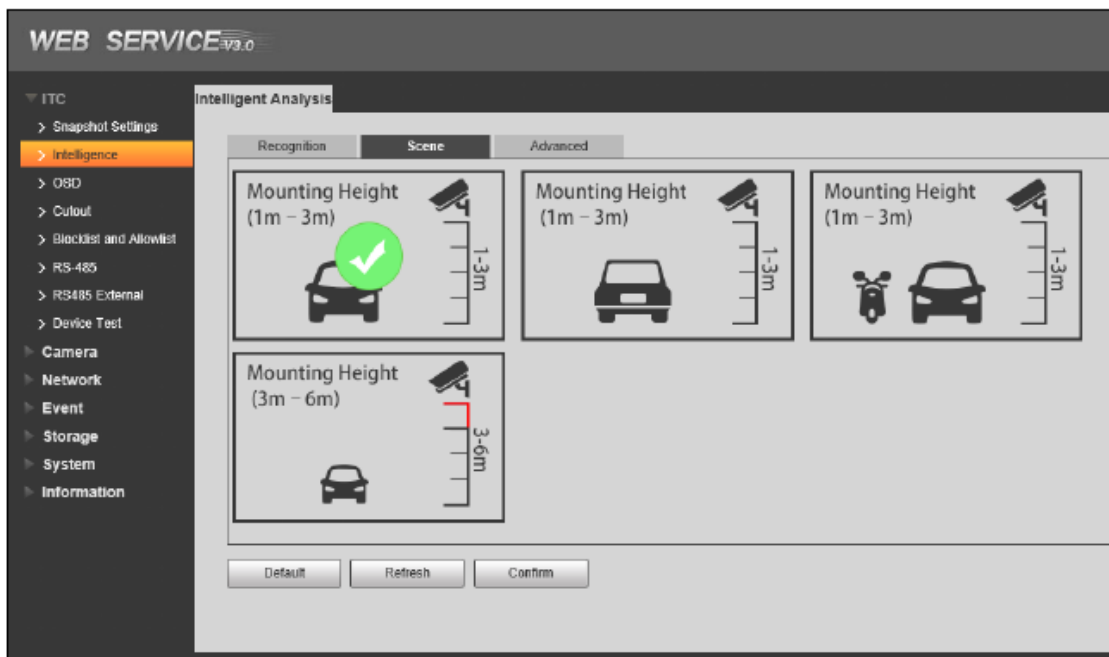 WEB SERVICE V3.0
ITC
Snapshot Settings
Intelligence
OSD
Cutout
Blocklist and Allowlist
RS-485
RS485 External
Device Test
Camera
Network
Event
Storage
System
Information
Intelligent Analysis
Recognition Scene Advanced
Mounting Height
(1m – 3m)
1-3m
Mounting Height
(1m – 3m)
1-3m
Mounting Height
(1m – 3m)
1-3m
Mounting Height
(3m – 6m)
3-6m
Default Refresh Confirm